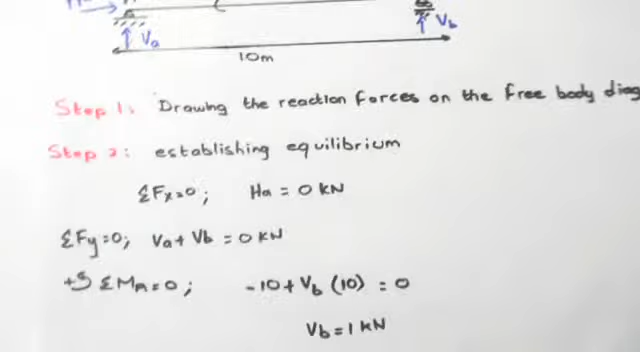 Va
Vb
10m
Step 1: Drawing the reaction forces on the free body diag
Step 2: establishing equilibrium
ΣFx=0; Ha = 0 kN
ΣFy=0; Va + Vb = 0 kN
+↺ ΣMA=0; -10 + Vb (10) = 0
Vb = 1 kN